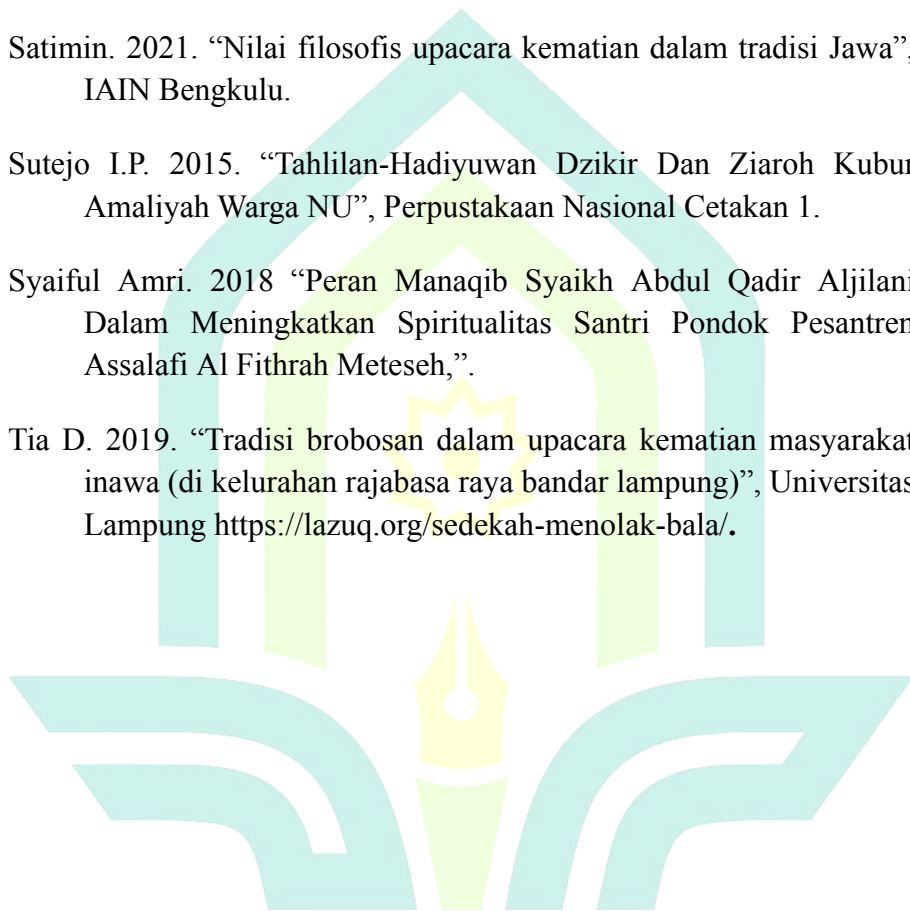 Satimin. 2021. “Nilai filosofis upacara kematian dalam tradisi Jawa”,
IAIN Bengkulu.
Sutejo I.P. 2015. “Tahlilan-Hadiyuwan Dzikir Dan Ziaroh Kubur
Amaliyah Warga NU”, Perpustakaan Nasional Cetakan 1.
Syaiful Amri. 2018 “Peran Manaqib Syaikh Abdul Qadir Aljilani
Dalam Meningkatkan Spiritualitas Santri Pondok Pesantren
Assalafi Al Fithrah Meteseh,”.
Tia D. 2019. “Tradisi brobosan dalam upacara kematian masyarakat
inawa (di kelurahan rajabasa raya bandar lampung)”, Universitas
Lampung https://lazuq.org/sedekah-menolak-bala/.